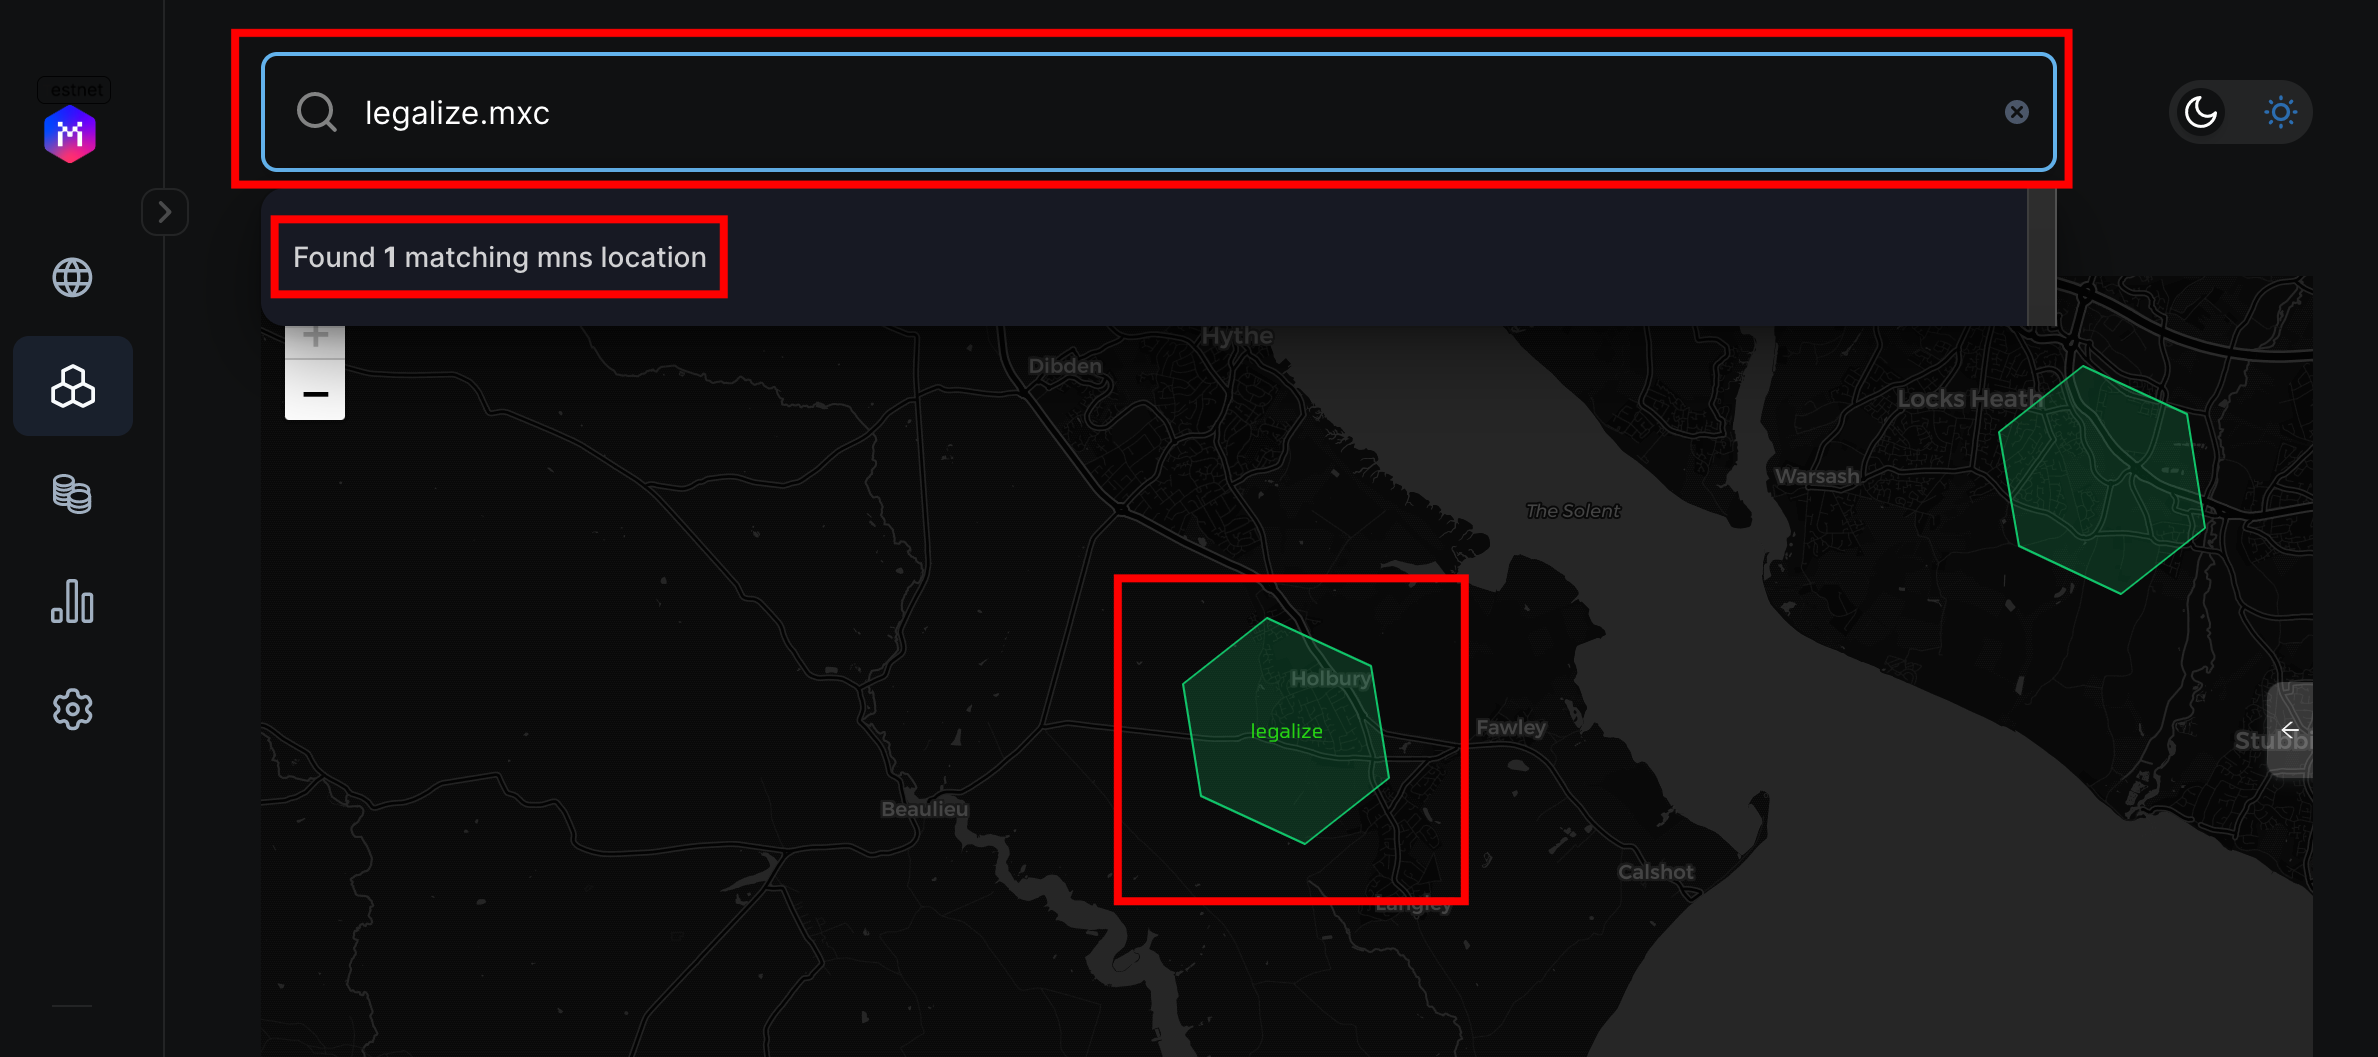 estnet
legalize.mxc
Found 1 matching mns location
Hythe
Dibden
Locks Heath
Warsash
The Solent
Holbury
legalize
Fawley
Stubbi
Beaulieu
Calshot
Langley